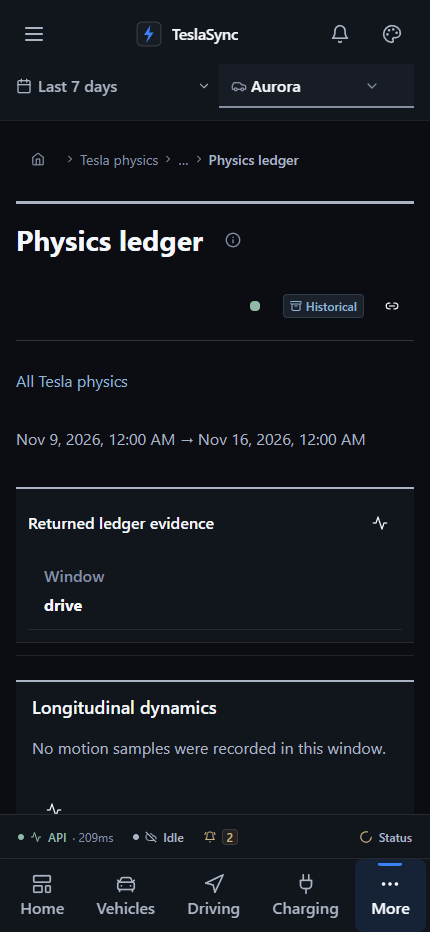 TeslaSync
Last 7 days
Aurora
Tesla physics
...
Physics ledger
Physics ledger
Historical
All Tesla physics
Nov 9, 2026, 12:00 AM → Nov 16, 2026, 12:00 AM
Returned ledger evidence
Window
drive
Longitudinal dynamics
No motion samples were recorded in this window.
API · 209ms
Idle
2
Status
Home
Vehicles
Driving
Charging
More